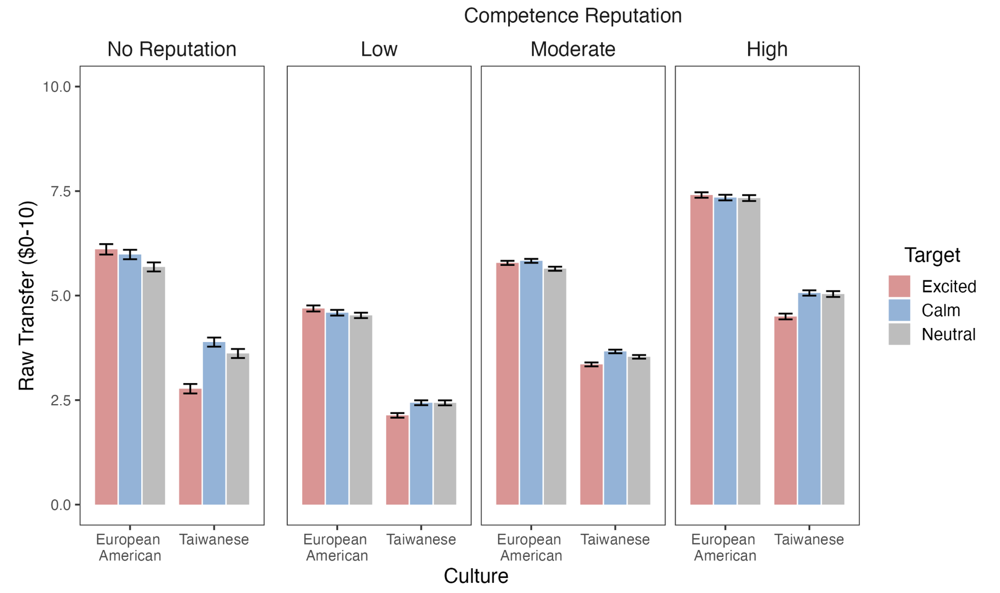 Competence Reputation
No Reputation
Low
Moderate
High
Raw Transfer ($0-10)
10.0
7.5
5.0
2.5
0.0
European
American
Taiwanese
European
American
Taiwanese
European
American
Taiwanese
European
American
Taiwanese
Culture
Target
Excited
Calm
Neutral